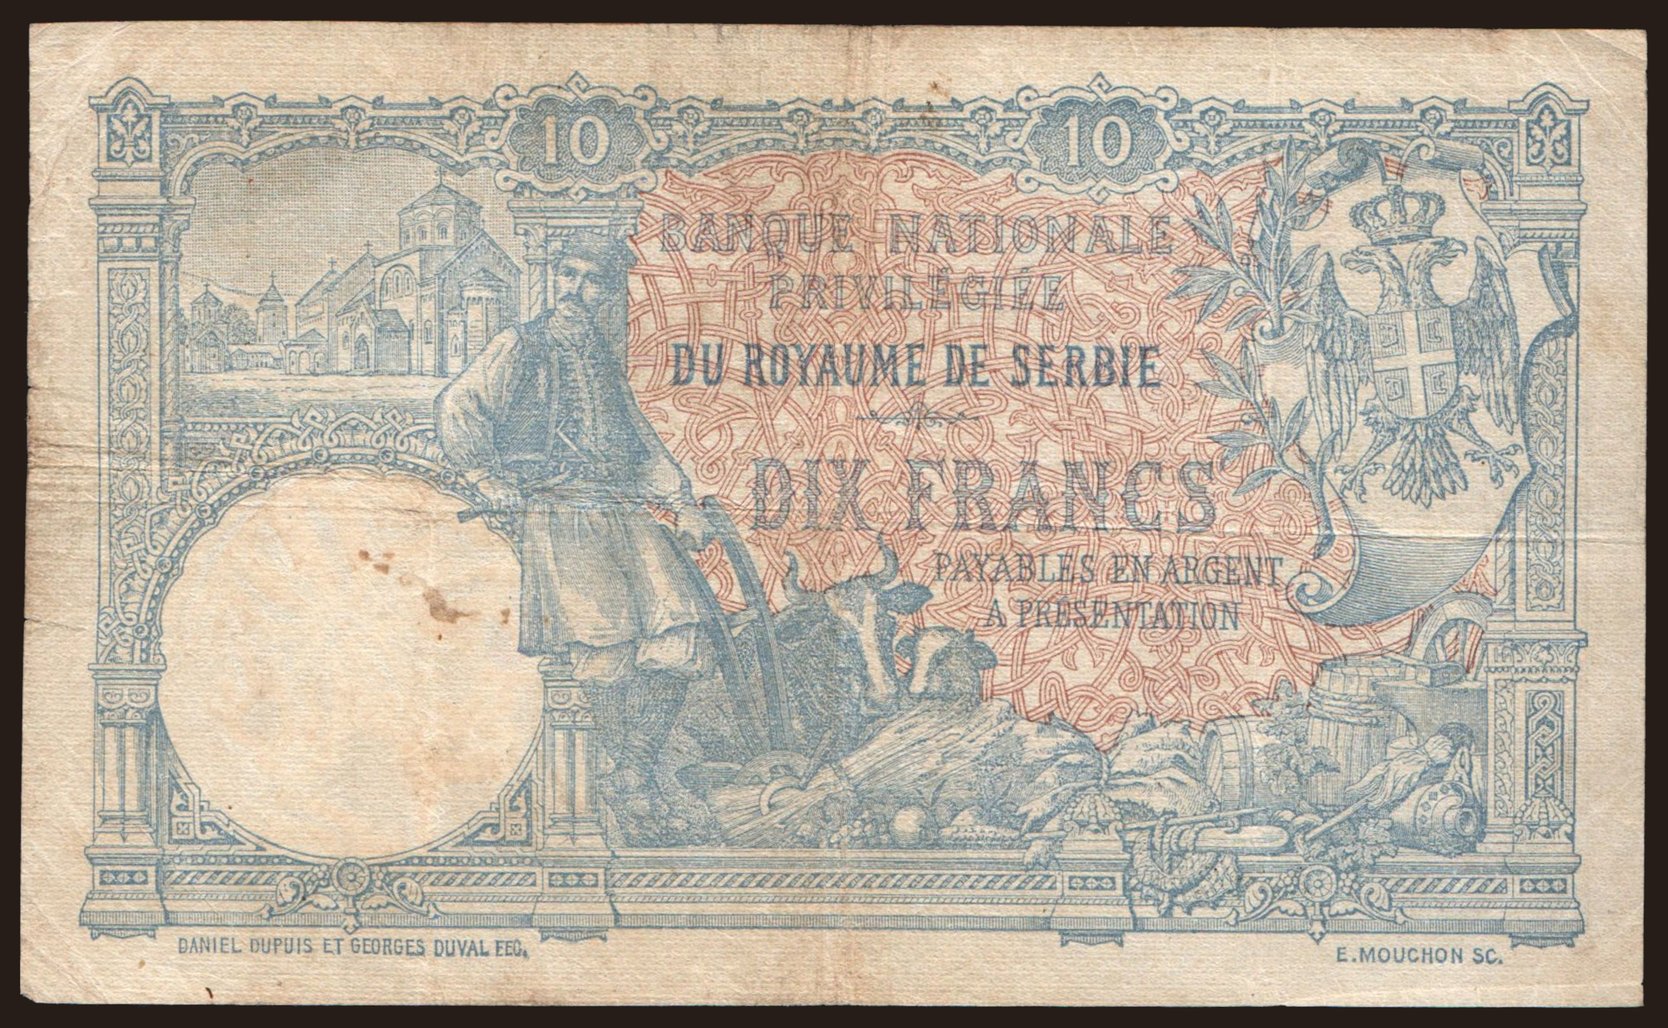 10 10
BANQUE NATIONALE
PRIVILÉGIÉE
DU ROYAUME DE SERBIE
DIX FRANCS
PAYABLES EN ARGENT
A PRÉSENTATION
DANIEL DUPUIS ET GEORGES DUVAL FEC.
E. MOUCHON SC.